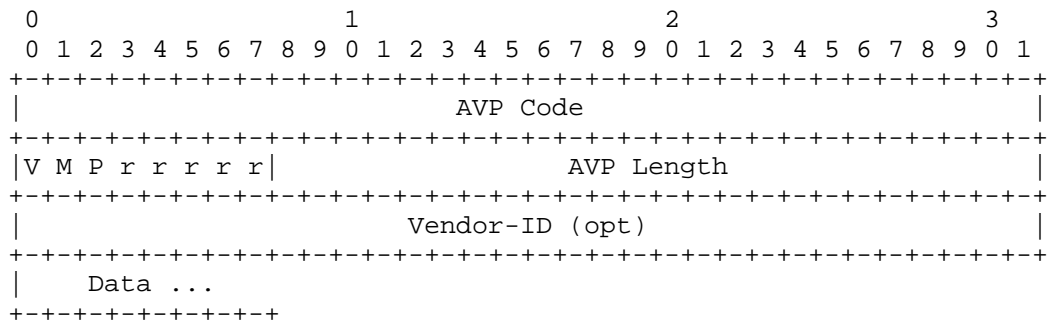 0                   1                   2                   3
 0 1 2 3 4 5 6 7 8 9 0 1 2 3 4 5 6 7 8 9 0 1 2 3 4 5 6 7 8 9 0 1
+-+-+-+-+-+-+-+-+-+-+-+-+-+-+-+-+-+-+-+-+-+-+-+-+-+-+-+-+-+-+-+-+
|                           AVP Code                            |
+-+-+-+-+-+-+-+-+-+-+-+-+-+-+-+-+-+-+-+-+-+-+-+-+-+-+-+-+-+-+-+-+
|V M P r r r r r|                  AVP Length                   |
+-+-+-+-+-+-+-+-+-+-+-+-+-+-+-+-+-+-+-+-+-+-+-+-+-+-+-+-+-+-+-+-+
|                        Vendor-ID (opt)                        |
+-+-+-+-+-+-+-+-+-+-+-+-+-+-+-+-+-+-+-+-+-+-+-+-+-+-+-+-+-+-+-+-+
|    Data ...
+-+-+-+-+-+-+-+-+